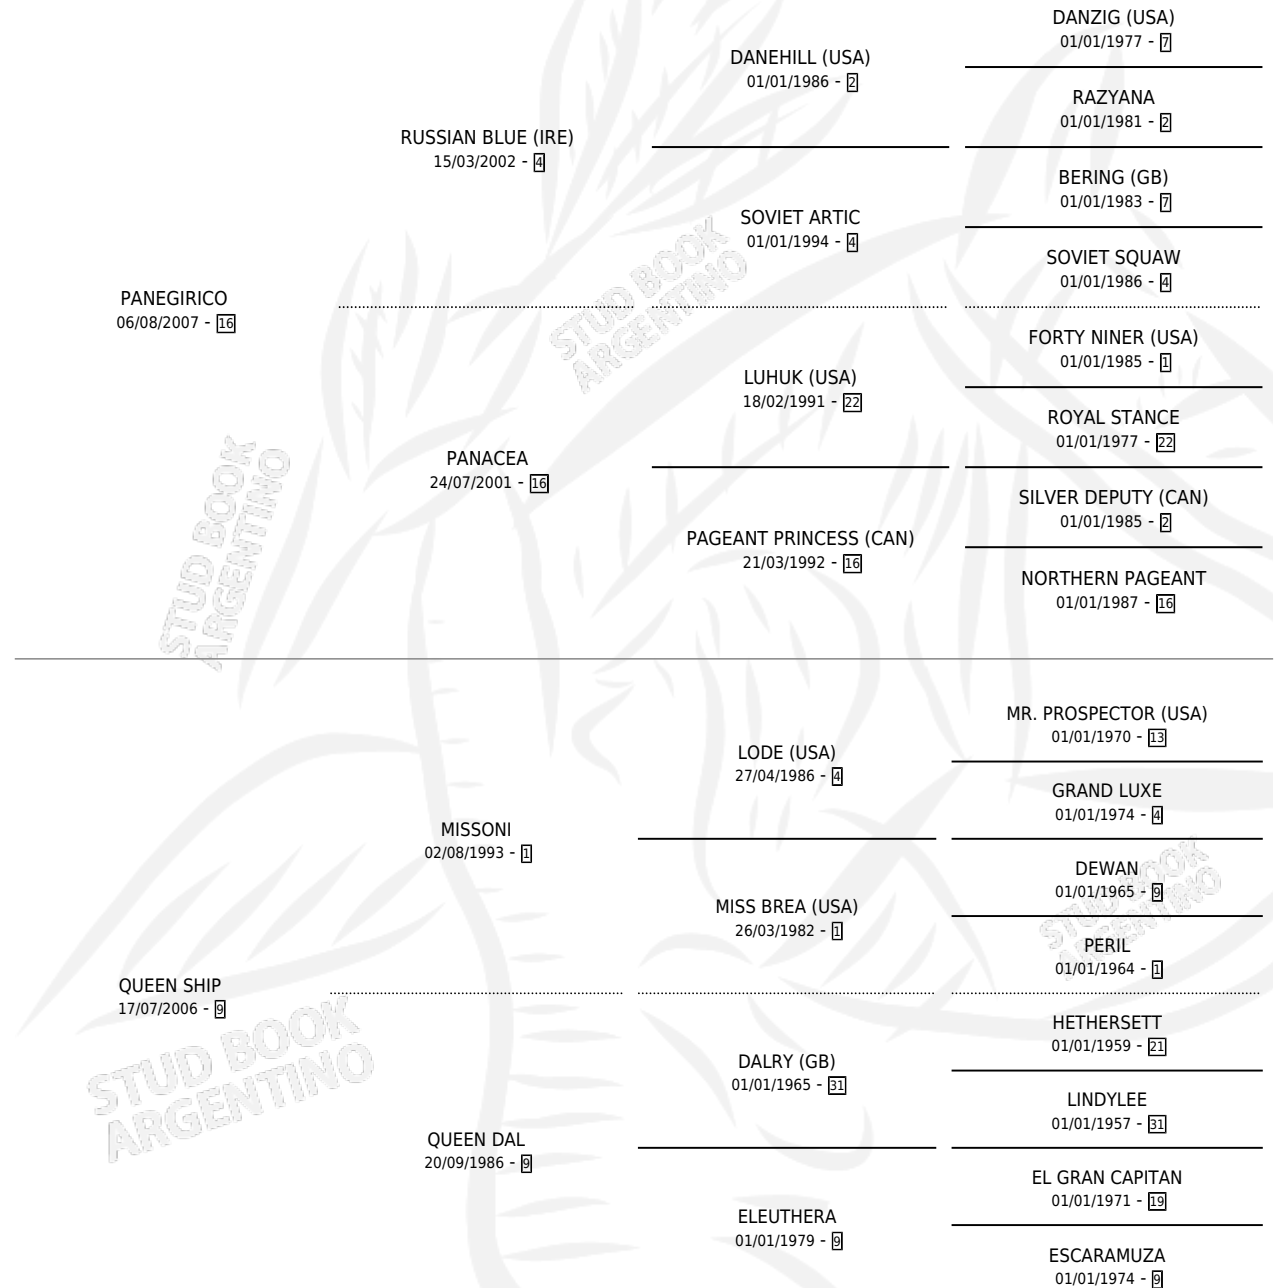 DANZIG (USA)
01/01/1977 - 7
DANEHILL (USA)
01/01/1986 - 2
RAZYANA
01/01/1981 - 2
RUSSIAN BLUE (IRE)
15/03/2002 - 4
BERING (GB)
01/01/1983 - 7
SOVIET ARTIC
01/01/1994 - 4
SOVIET SQUAW
01/01/1986 - 4
PANEGIRICO
06/08/2007 - 16
FORTY NINER (USA)
01/01/1985 - 1
LUHUK (USA)
18/02/1991 - 22
ROYAL STANCE
01/01/1977 - 22
PANACEA
24/07/2001 - 16
SILVER DEPUTY (CAN)
01/01/1985 - 2
PAGEANT PRINCESS (CAN)
21/03/1992 - 16
NORTHERN PAGEANT
01/01/1987 - 16
MR. PROSPECTOR (USA)
01/01/1970 - 13
LODE (USA)
27/04/1986 - 4
GRAND LUXE
01/01/1974 - 4
MISSONI
02/08/1993 - 1
DEWAN
01/01/1965 - 9
MISS BREA (USA)
26/03/1982 - 1
PERIL
01/01/1964 - 1
QUEEN SHIP
17/07/2006 - 9
HETHERSETT
01/01/1959 - 21
DALRY (GB)
01/01/1965 - 31
LINDYLEE
01/01/1957 - 31
QUEEN DAL
20/09/1986 - 9
EL GRAN CAPITAN
01/01/1971 - 19
ELEUTHERA
01/01/1979 - 9
ESCARAMUZA
01/01/1974 - 9
STUD BOOK
ARGENTINO
STUD BOOK
ARGENTINO
STUD BOOK
ARGENTINO
STUD BOOK
ARGENTINO